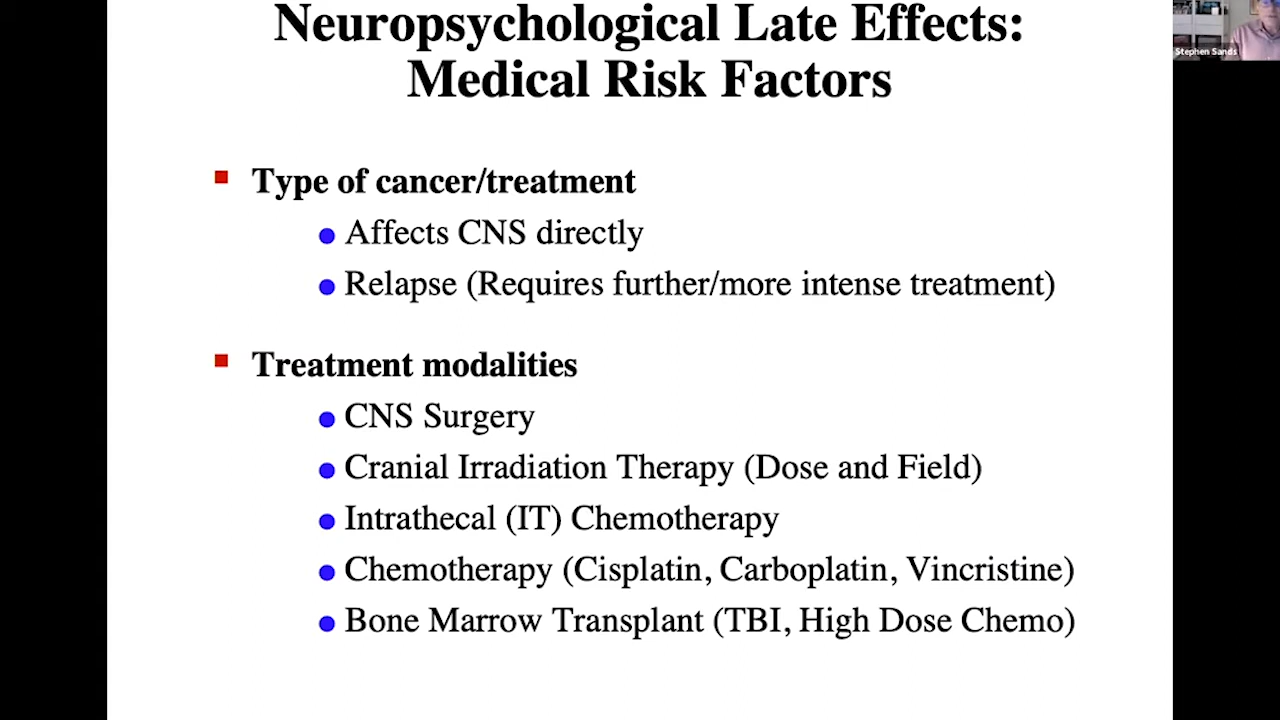 Neuropsychological Late Effects:
Medical Risk Factors
Stephen Sands
Type of cancer/treatment
Affects CNS directly
Relapse (Requires further/more intense treatment)
Treatment modalities
CNS Surgery
Cranial Irradiation Therapy (Dose and Field)
Intrathecal (IT) Chemotherapy
Chemotherapy (Cisplatin, Carboplatin, Vincristine)
Bone Marrow Transplant (TBI, High Dose Chemo)